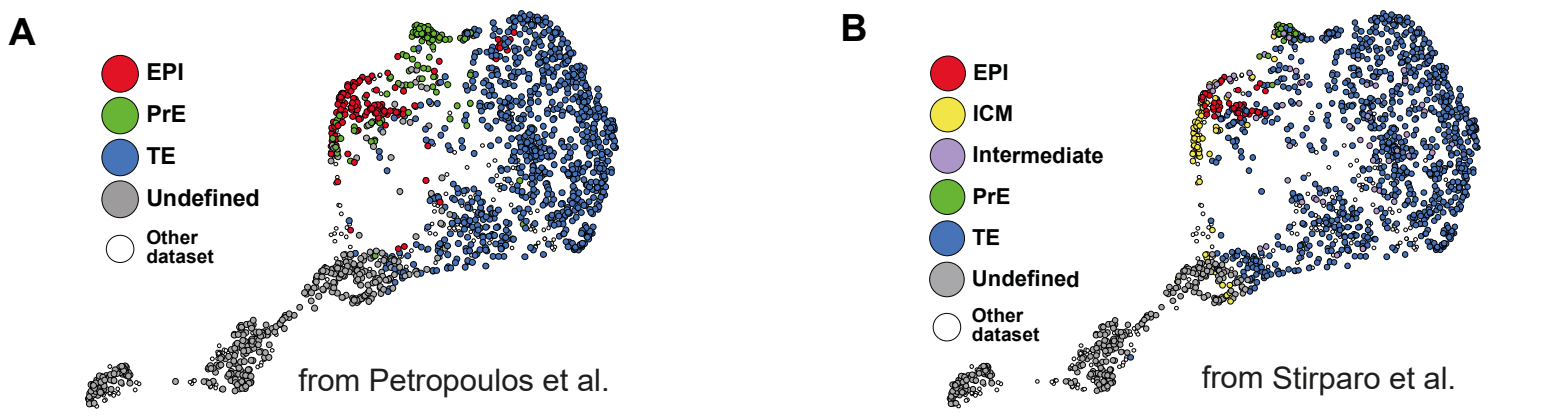 A
EPI
PrE
TE
Undefined
Other
dataset
from Petropoulos et al.
B
EPI
ICM
Intermediate
PrE
TE
Undefined
Other
dataset
from Stirparo et al.